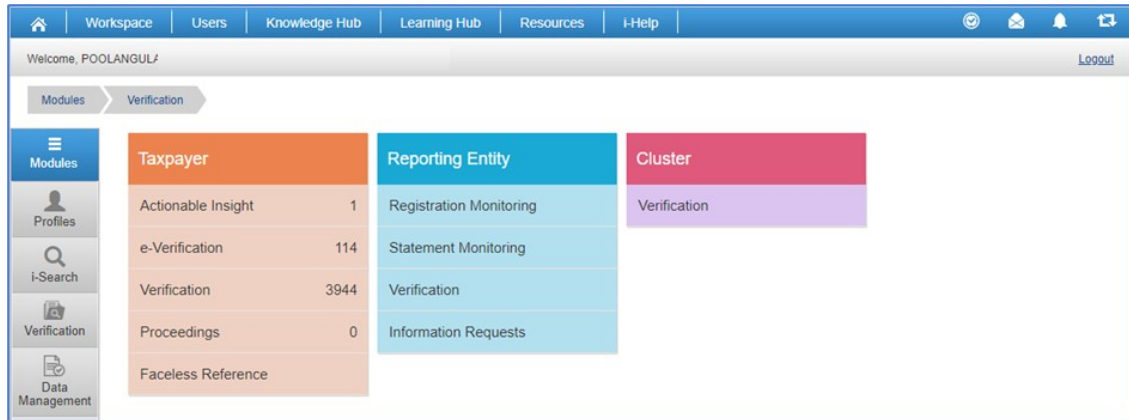 Workspace Users Knowledge Hub Learning Hub Resources i-Help
Welcome, POOLANGULA
Logout
Modules Verification
Modules
Profiles
i-Search
Verification
Data
Management
Taxpayer
Actionable Insight 1
e-Verification 114
Verification 3944
Proceedings 0
Faceless Reference
Reporting Entity
Registration Monitoring
Statement Monitoring
Verification
Information Requests
Cluster
Verification